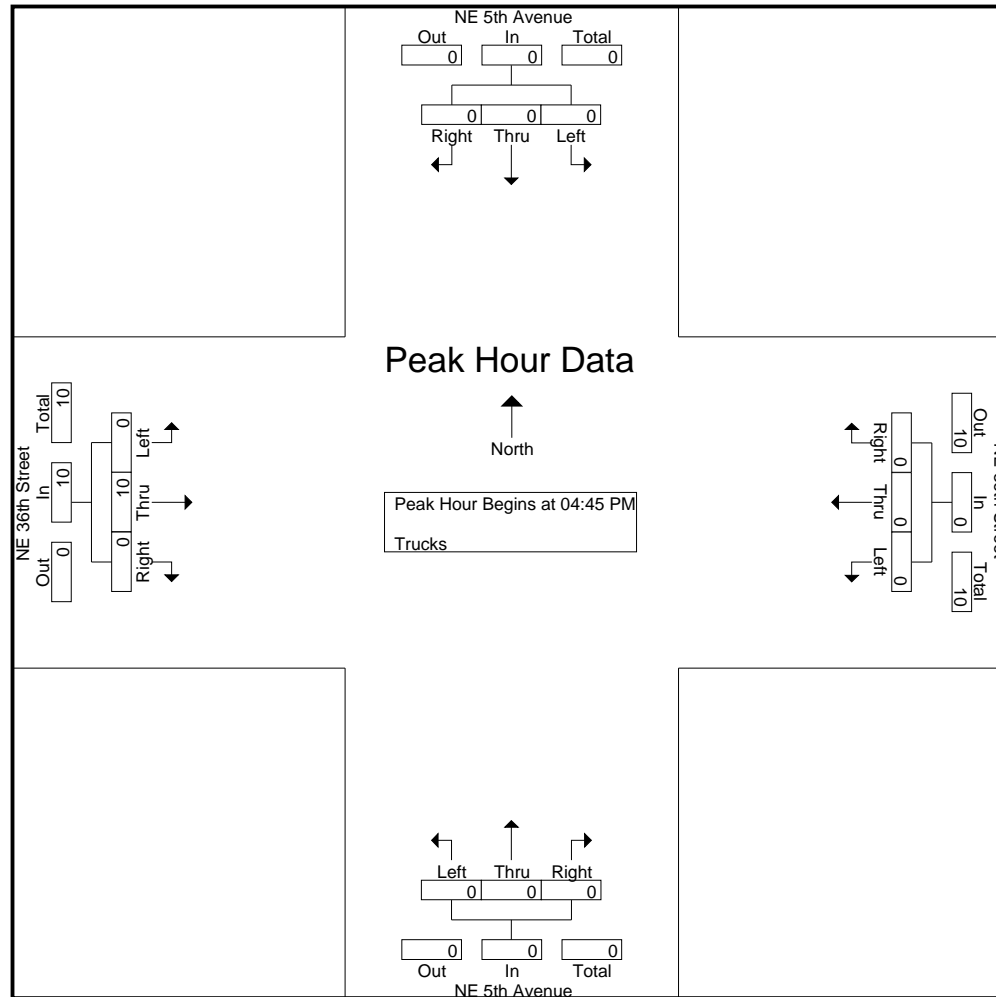 NE 5th Avenue
Out In Total
0 0 0
0 0 0
Right Thru Left
Peak Hour Data
North
Peak Hour Begins at 04:45 PM
Trucks
NE 36th Street
Out In Total
0 10 10
0 10 0
Right Thru Left
Out In Total
10 0 10
0 0 0
Right Thru Left
Left Thru Right
0 0 0
0 0 0
Out In Total
NE 5th Avenue